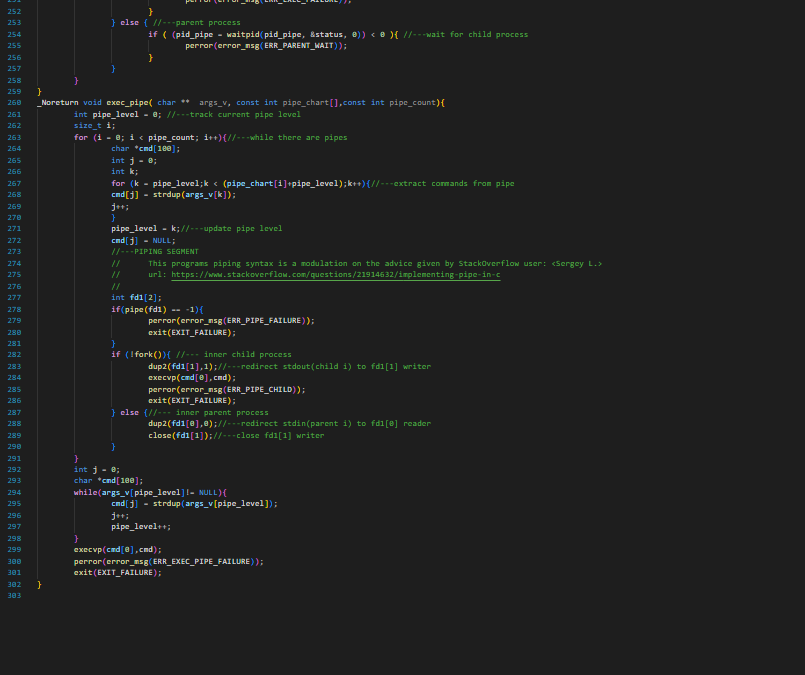 251 perror(error_msg(ERR_EXEC_FAILURE));
252 }
253 } else { //---parent process
254 if ( (pid_pipe = waitpid(pid_pipe, &status, 0)) < 0 ){ //---wait for child process
255 perror(error_msg(ERR_PARENT_WAIT));
256 }
257 }
258 }
259 }
260 _Noreturn void exec_pipe( char ** args_v, const int pipe_chart[],const int pipe_count){
261 int pipe_level = 0; //---track current pipe level
262 size_t i;
263 for (i = 0; i < pipe_count; i++){//---while there are pipes
264 char *cmd[100];
265 int j = 0;
266 int k;
267 for (k = pipe_level;k < (pipe_chart[i]+pipe_level);k++){//---extract commands from pipe
268 cmd[j] = strdup(args_v[k]);
269 j++;
270 }
271 pipe_level = k;//---update pipe level
272 cmd[j] = NULL;
273 //---PIPING SEGMENT
274 // This programs piping syntax is a modulation on the advice given by StackOverflow user: <Sergey L.>
275 // url: https://www.stackoverflow.com/questions/21914632/implementing-pipe-in-c
276 //
277 int fd1[2];
278 if(pipe(fd1) == -1){
279 perror(error_msg(ERR_PIPE_FAILURE));
280 exit(EXIT_FAILURE);
281 }
282 if (!fork()){ //--- inner child process
283 dup2(fd1[1],1);//---redirect stdout(child i) to fd1[1] writer
284 execvp(cmd[0],cmd);
285 perror(error_msg(ERR_PIPE_CHILD));
286 exit(EXIT_FAILURE);
287 } else {//--- inner parent process
288 dup2(fd1[0],0);//---redirect stdin(parent i) to fd1[0] reader
289 close(fd1[1]);//---close fd1[1] writer
290 }
291 }
292 int j = 0;
293 char *cmd[100];
294 while(args_v[pipe_level]!= NULL){
295 cmd[j] = strdup(args_v[pipe_level]);
296 j++;
297 pipe_level++;
298 }
299 execvp(cmd[0],cmd);
300 perror(error_msg(ERR_EXEC_PIPE_FAILURE));
301 exit(EXIT_FAILURE);
302 }
303